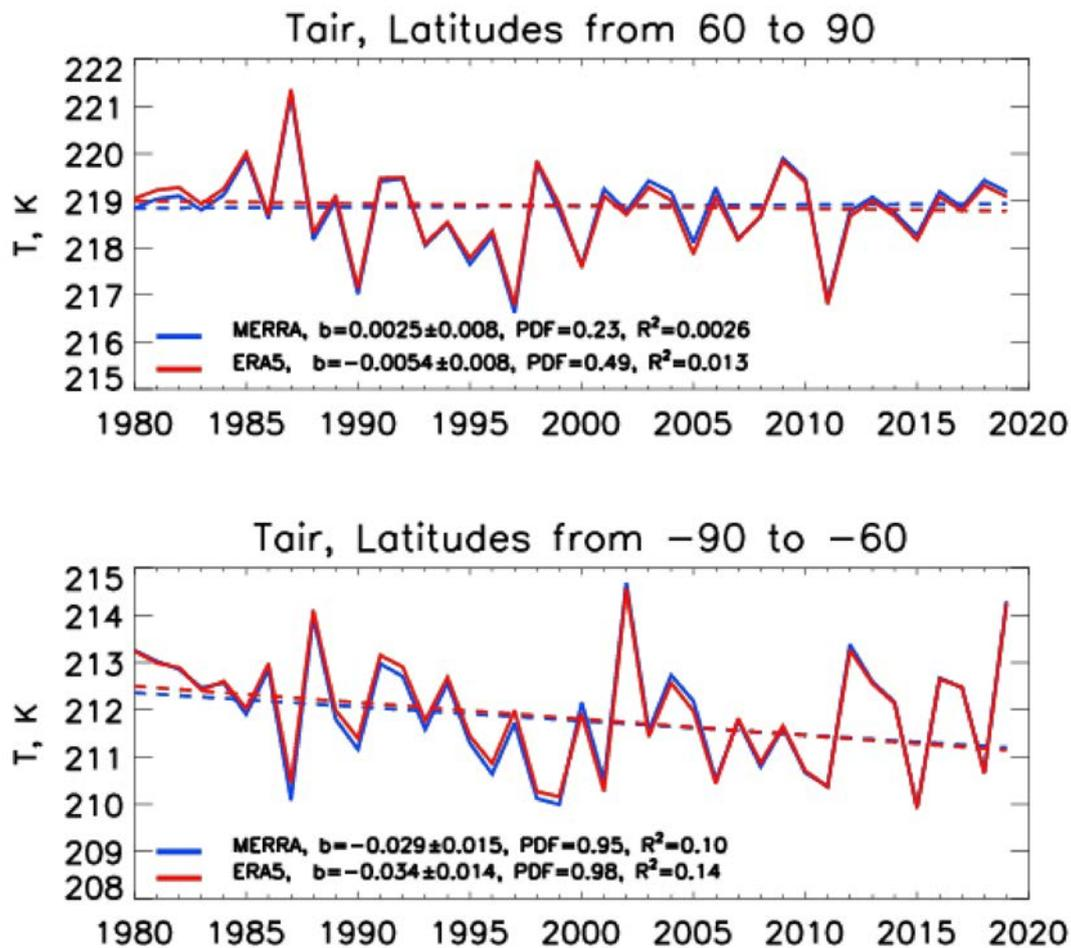 Tair, Latitudes from 60 to 90
222
221
220
219
218
217
216
215
T, K
MERRA, b=0.0025±0.008, PDF=0.23, R²=0.0026
ERA5, b=−0.0054±0.008, PDF=0.49, R²=0.013
1980 1985 1990 1995 2000 2005 2010 2015 2020
Tair, Latitudes from −90 to −60
215
214
213
212
211
210
209
208
T, K
MERRA, b=−0.029±0.015, PDF=0.95, R²=0.10
ERA5, b=−0.034±0.014, PDF=0.98, R²=0.14
1980 1985 1990 1995 2000 2005 2010 2015 2020